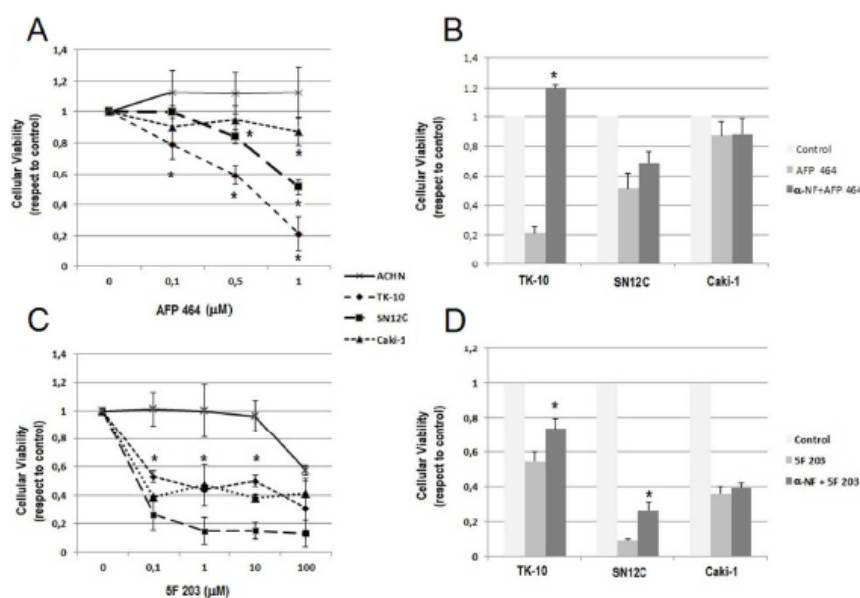 A
1,4
1,2
1
0,8
0,6
0,4
0,2
0
Cellular Viability
(respect to control)
*
*
*
*
*
*
0 0,1 0,5 1
AFP 464 (μM)
B
1,4
1,2
1
0,8
0,6
0,4
0,2
0
Cellular Viability
(respect to control)
*
TK-10 SN12C Caki-1
Control
AFP 464
α-NF+AFP 464
ACHN
TK-10
SN12C
Caki-1
C
1,4
1,2
1
0,8
0,6
0,4
0,2
0
Cellular Viability
(respect to control)
* * *
0 0,1 1 10 100
5F 203 (μM)
D
1,2
1
0,8
0,6
0,4
0,2
0
Cellular Viability
(respect to control)
*
*
TK-10 SN12C Caki-1
Control
5F 203
α-NF + 5F 203